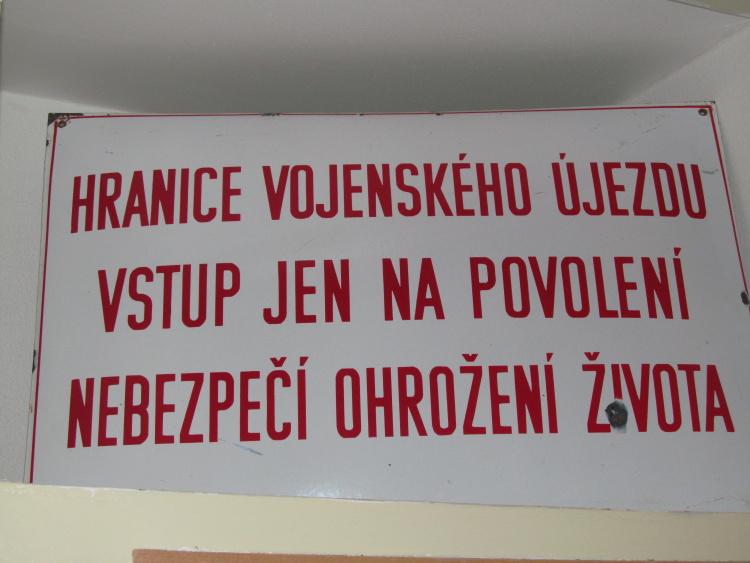 HRANICE VOJENSKÉHO ÚJEZDU
VSTUP JEN NA POVOLENÍ
NEBEZPEČÍ OHROŽENÍ ŽIVOTA